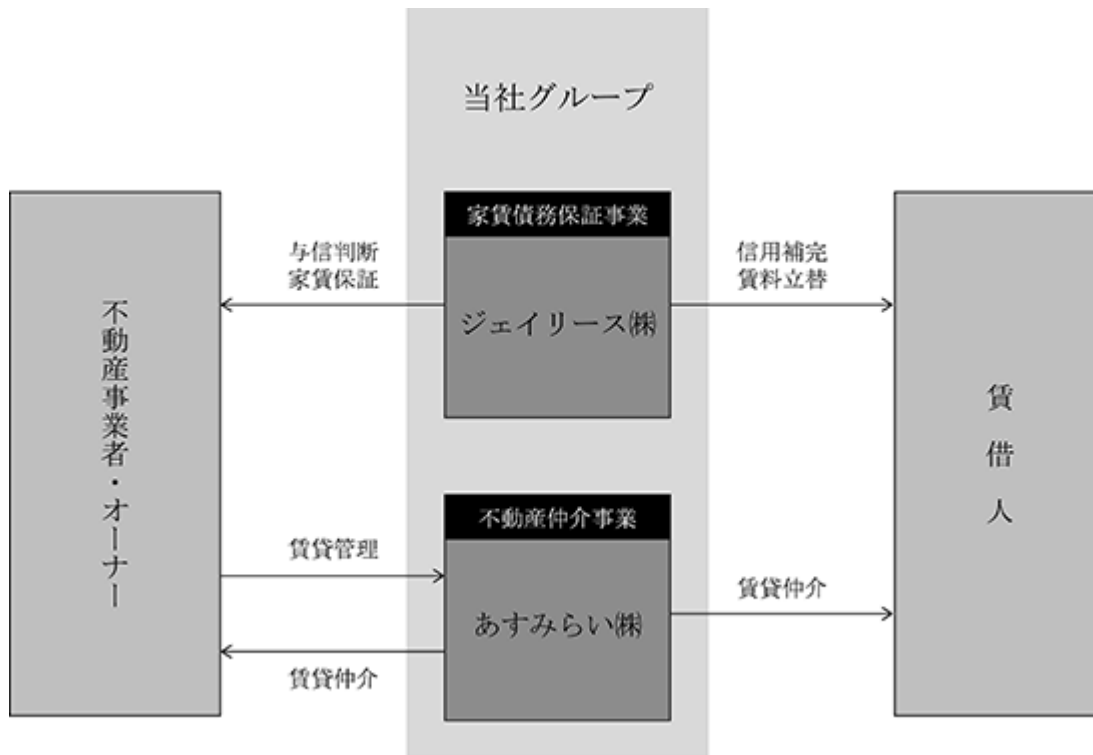 当社グループ
不動産事業者・オーナー
与信判断
家賃保証
家賃債務保証事業
ジェイリース㈱
信用補完
賃料立替
賃借人
賃貸管理
賃貸仲介
不動産仲介事業
あすみらい㈱
賃貸仲介